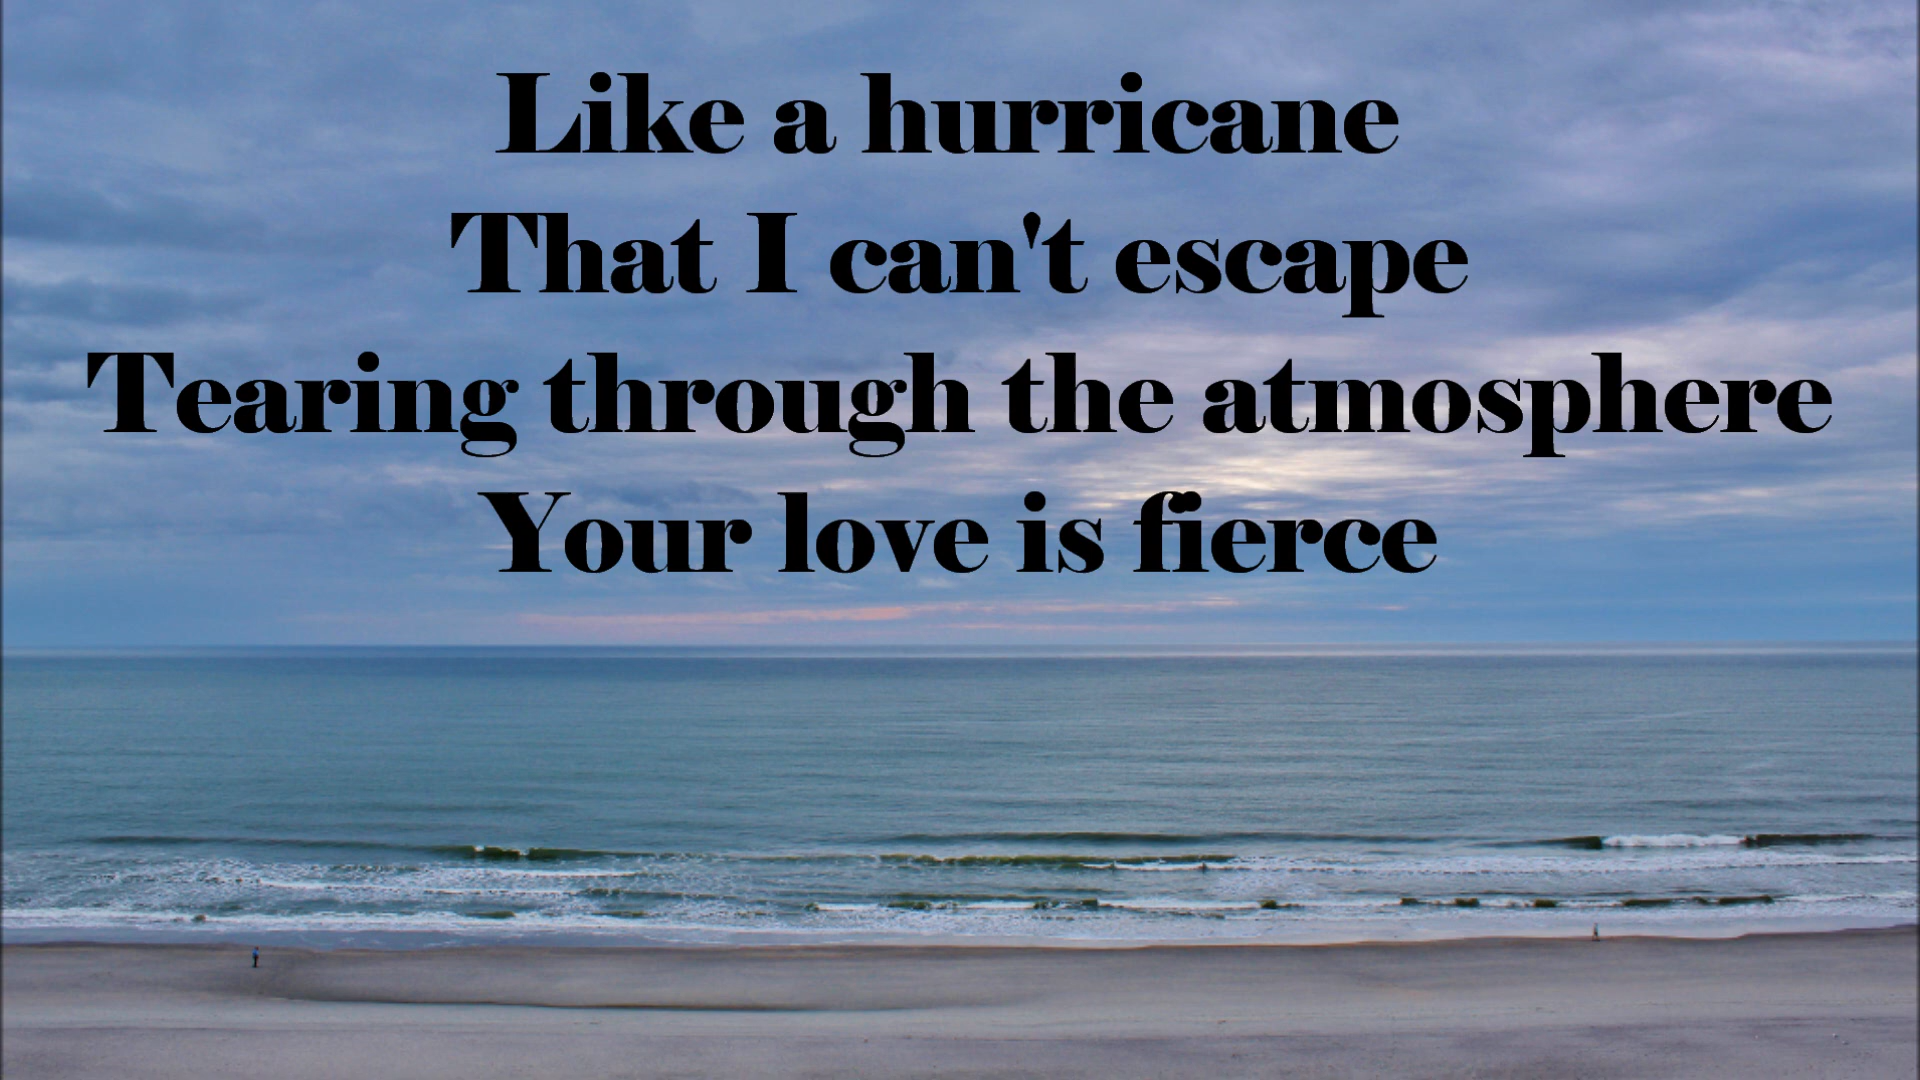 Like a hurricane
That I can't escape
Tearing through the atmosphere
Your love is fierce